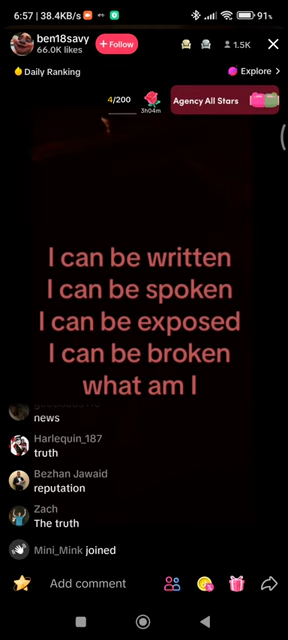 6:57 | 38.4KB/s
91%
ben18savy
66.0K likes
+ Follow
1.5K
Daily Ranking
Explore >
4/200
3h04m
Agency All Stars
I can be written
I can be spoken
I can be exposed
I can be broken
what am I
news
Harlequin_187
truth
Bezhan Jawaid
reputation
Zach
The truth
Mini_Mink joined
Add comment